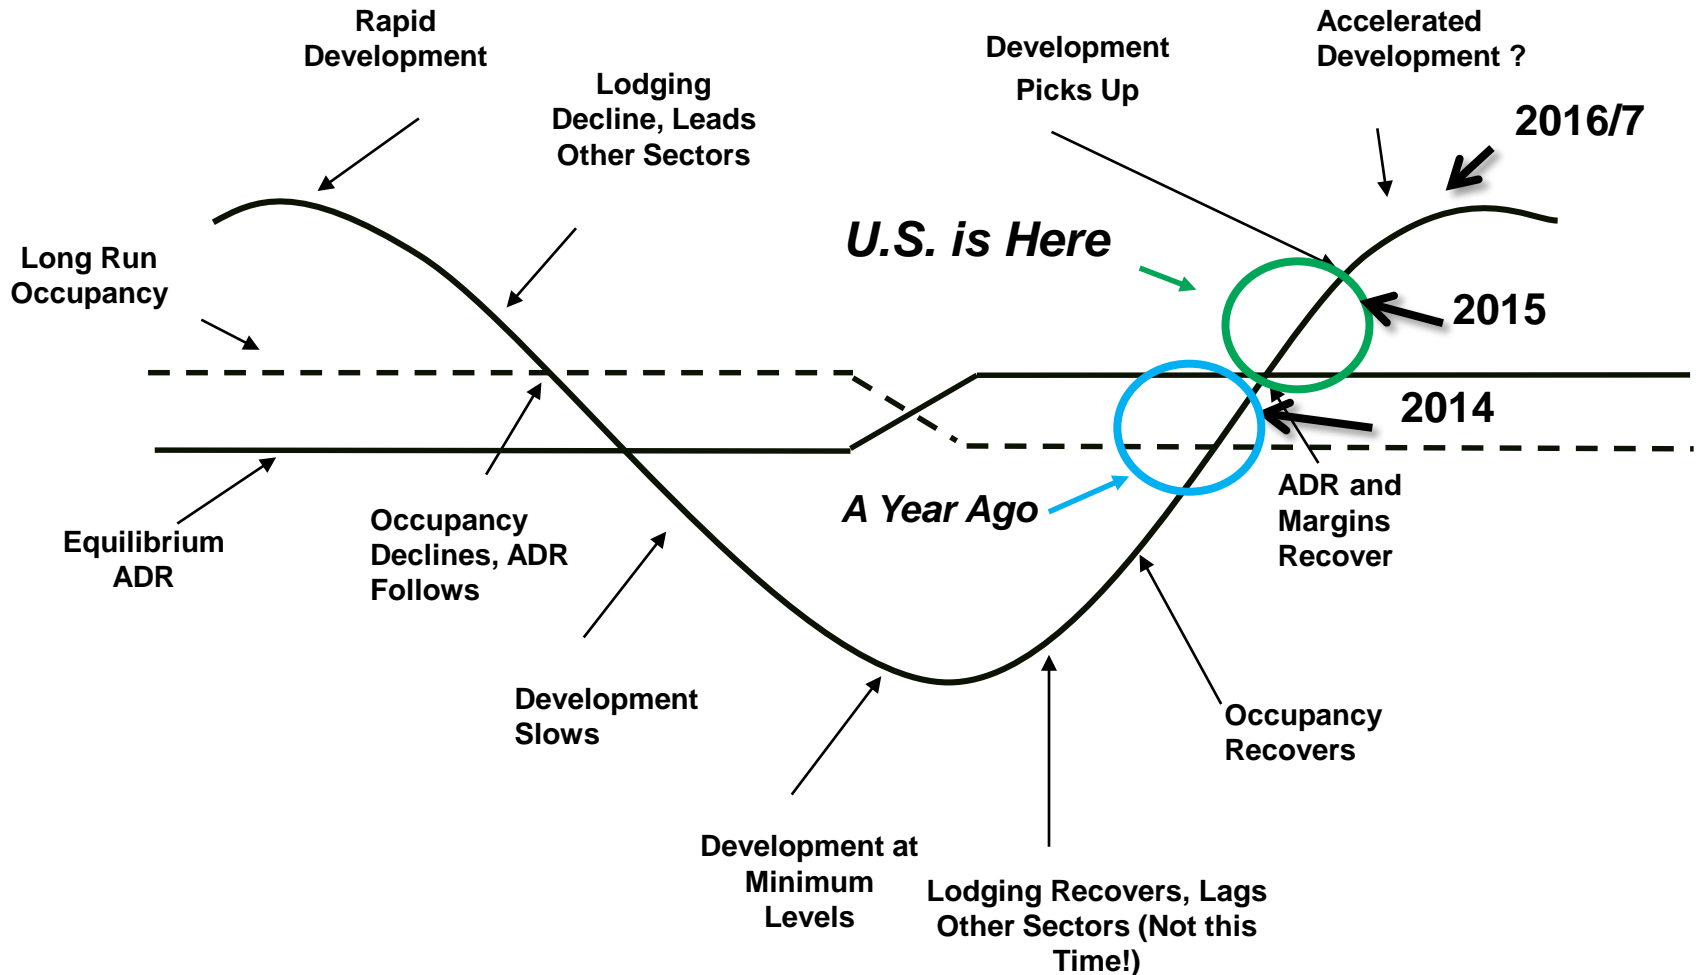 Rapid
Development
Lodging
Decline, Leads
Other Sectors
Development
Picks Up
Accelerated
Development ?
2016/7
U.S. is Here
Long Run
Occupancy
2015
2014
A Year Ago
ADR and
Margins
Recover
Equilibrium
ADR
Occupancy
Declines, ADR
Follows
Development
Slows
Occupancy
Recovers
Development at
Minimum
Levels
Lodging Recovers, Lags
Other Sectors (Not this
Time!)